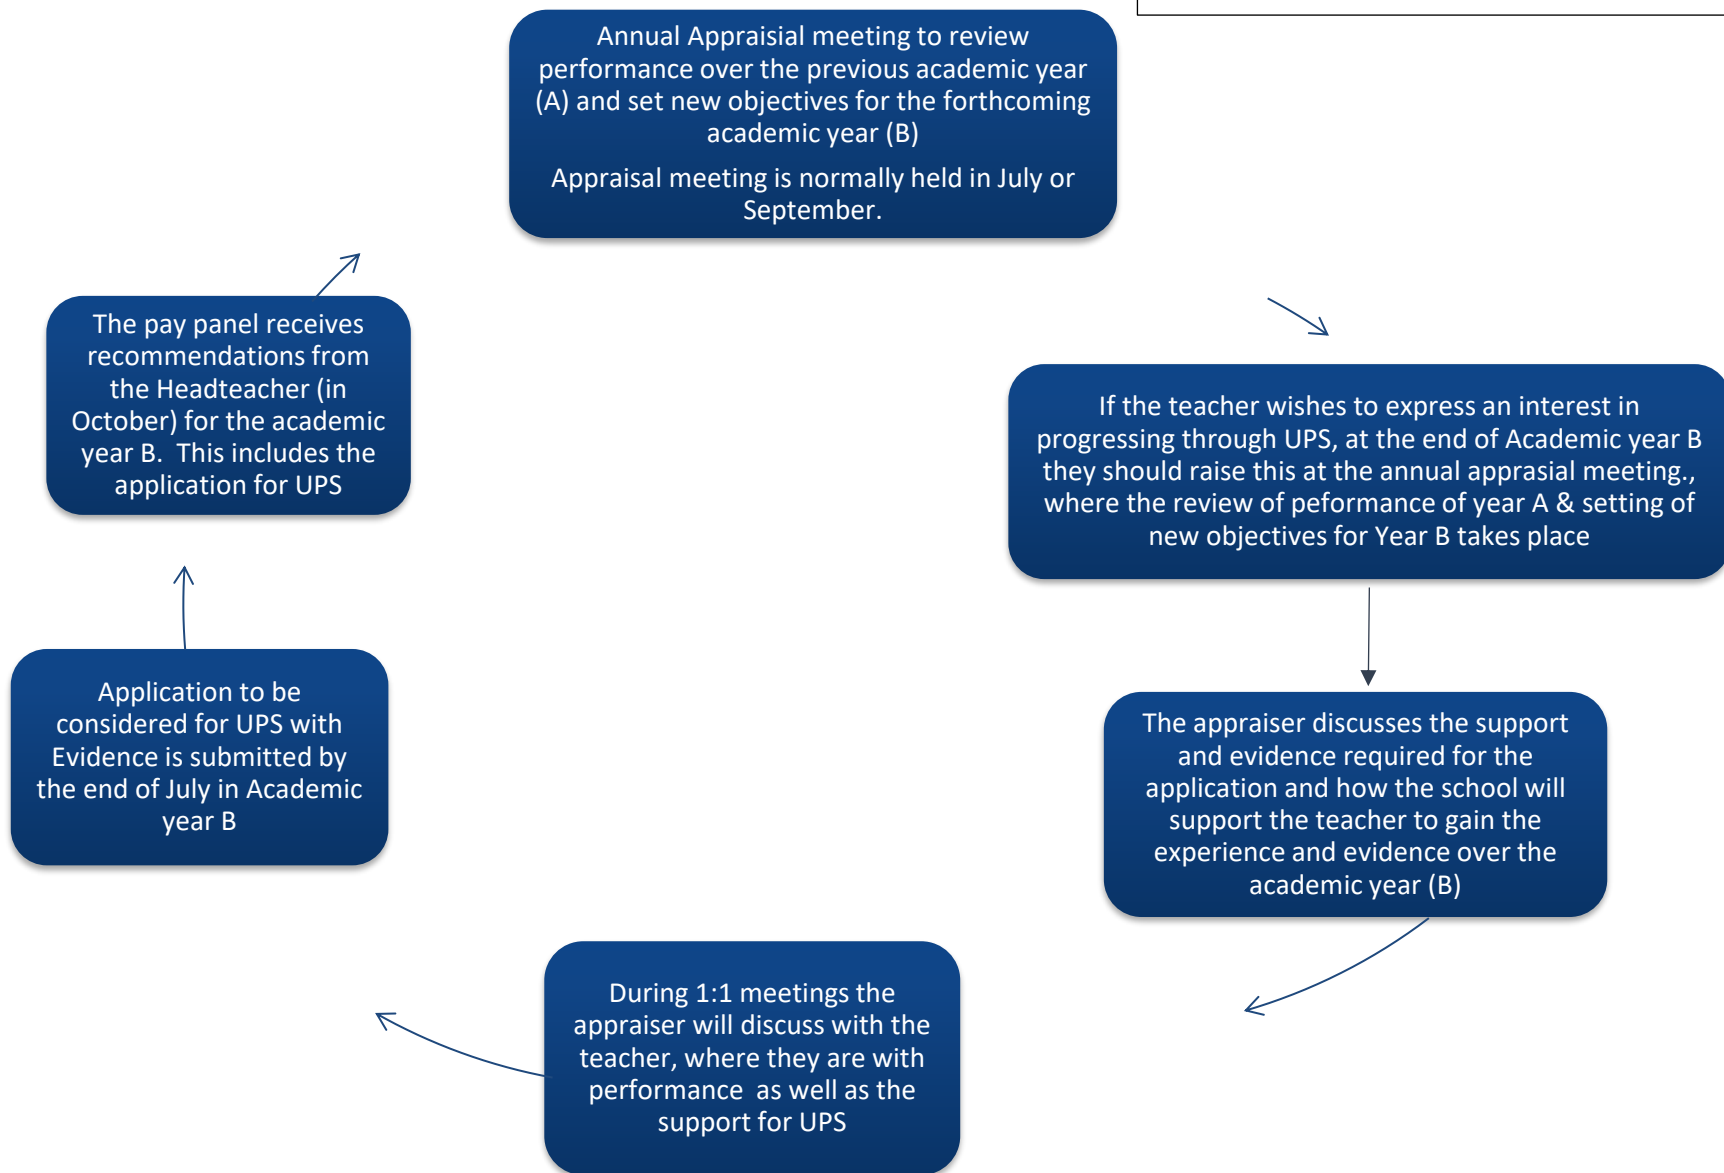 Annual Appraisial meeting to review
performance over the previous academic year
(A) and set new objectives for the forthcoming
academic year (B)
Appraisal meeting is normally held in July or
September.
If the teacher wishes to express an interest in
progressing through UPS, at the end of Academic year B
they should raise this at the annual apprasial meeting.,
where the review of peformance of year A & setting of
new objectives for Year B takes place
The appraiser discusses the support
and evidence required for the
application and how the school will
support the teacher to gain the
experience and evidence over the
academic year (B)
During 1:1 meetings the
appraiser will discuss with the
teacher, where they are with
performance as well as the
support for UPS
Application to be
considered for UPS with
Evidence is submitted by
the end of July in Academic
year B
The pay panel receives
recommendations from
the Headteacher (in
October) for the academic
year B. This includes the
application for UPS